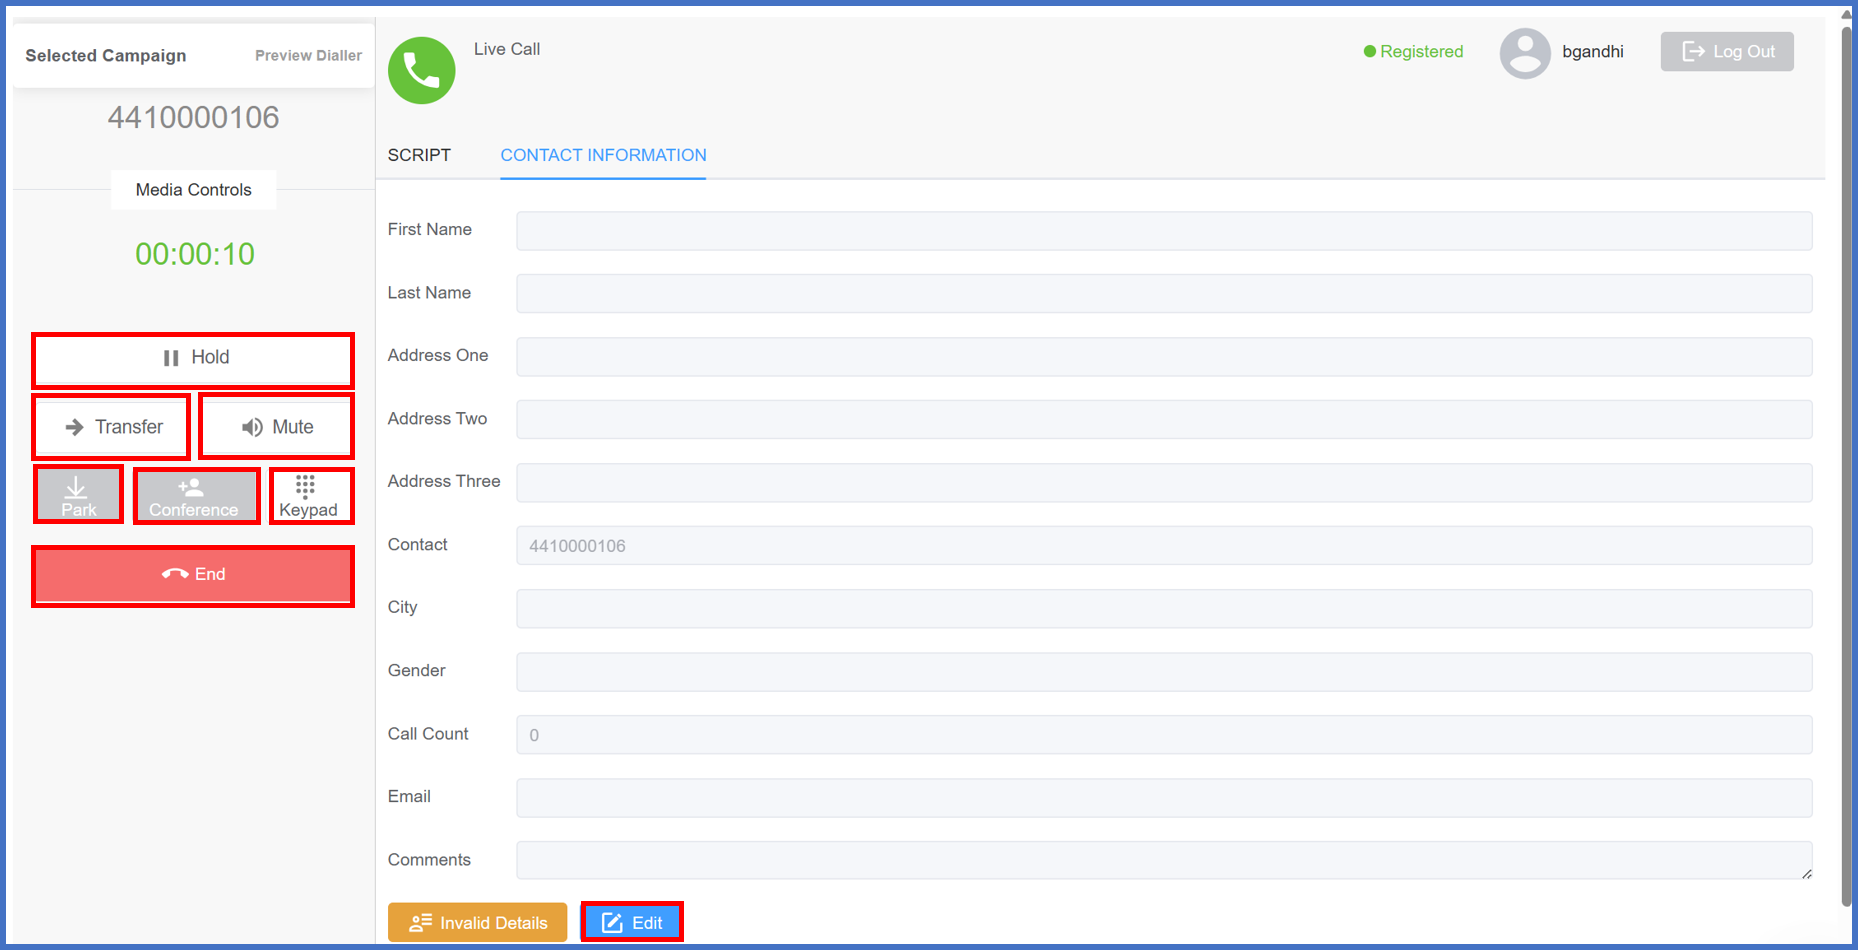 Selected Campaign Preview Dialler
4410000106
Media Controls
00:00:10
Hold
Transfer Mute
Park Conference Keypad
End
Live Call
Registered bgandhi Log Out
SCRIPT CONTACT INFORMATION
First Name
Last Name
Address One
Address Two
Address Three
Contact 4410000106
City
Gender
Call Count 0
Email
Comments
Invalid Details Edit